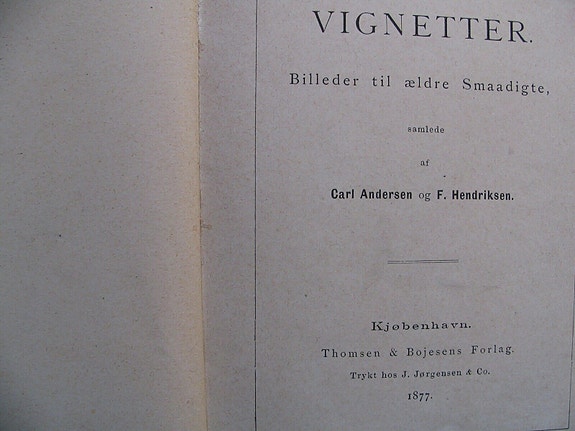 VIGNETTER.
Billeder til ældre Smaadigte,
samlede
af
Carl Andersen og F. Hendriksen.
Kjøbenhavn.
Thomsen & Bojesens Forlag.
Trykt hos J. Jørgensen & Co.
1877.